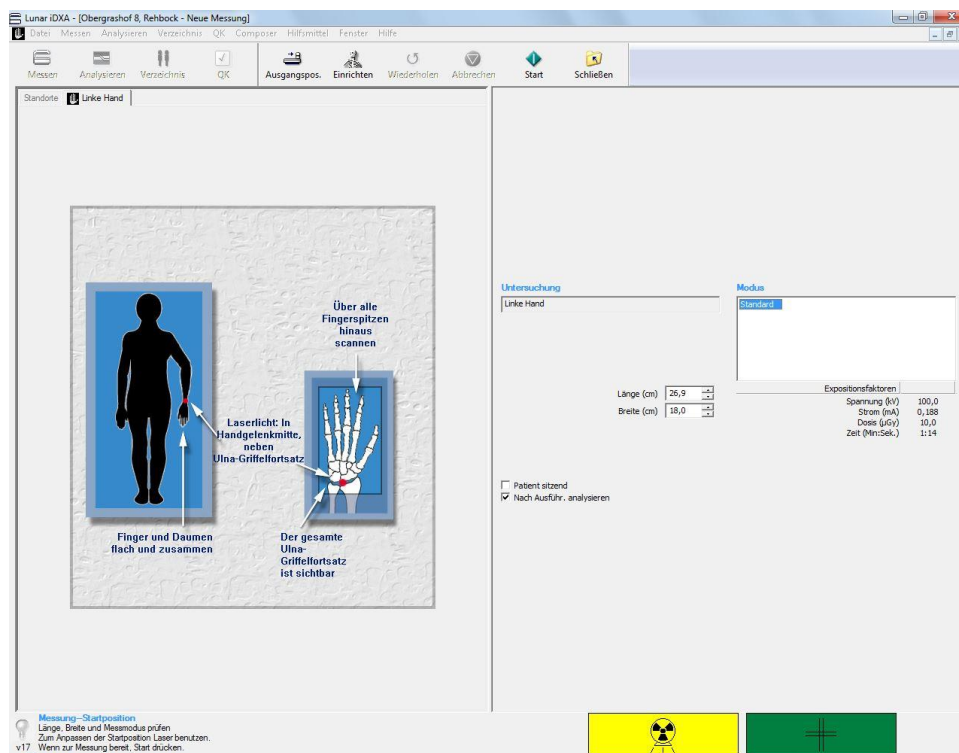 Lunar iDXA - [Obergrashof 8, Rehbock - Neue Messung]
Datei Messen Analysieren Verzeichnis QK Composer Hilfsmittel Fenster Hilfe
Messen Analysieren Verzeichnis QK Ausgangspos. Einrichten Wiederholen Abbrechen Start Schließen
Standorte Linke Hand
Über alle
Fingerspitzen
hinaus
scannen
Laserlicht: In
Handgelenkmitte,
neben
Ulna-Griffelfortsatz
Finger und Daumen
flach und zusammen
Der gesamte
Ulna-
Griffelfortsatz
ist sichtbar
Untersuchung
Linke Hand
Modus
Standard
Länge (cm) 26,9
Breite (cm) 18,0
Expositionsfaktoren
Spannung (kV) 100,0
Strom (mA) 0,188
Dosis (µGy) 10,0
Zeit (Min:Sek.) 1:14
Patient sitzend
Nach Ausführ. analysieren
Messung--Startposition
Länge, Breite und Messmodus prüfen
Zum Anpassen der Startposition Laser benutzen.
v17 Wenn zur Messung bereit, Start drücken.